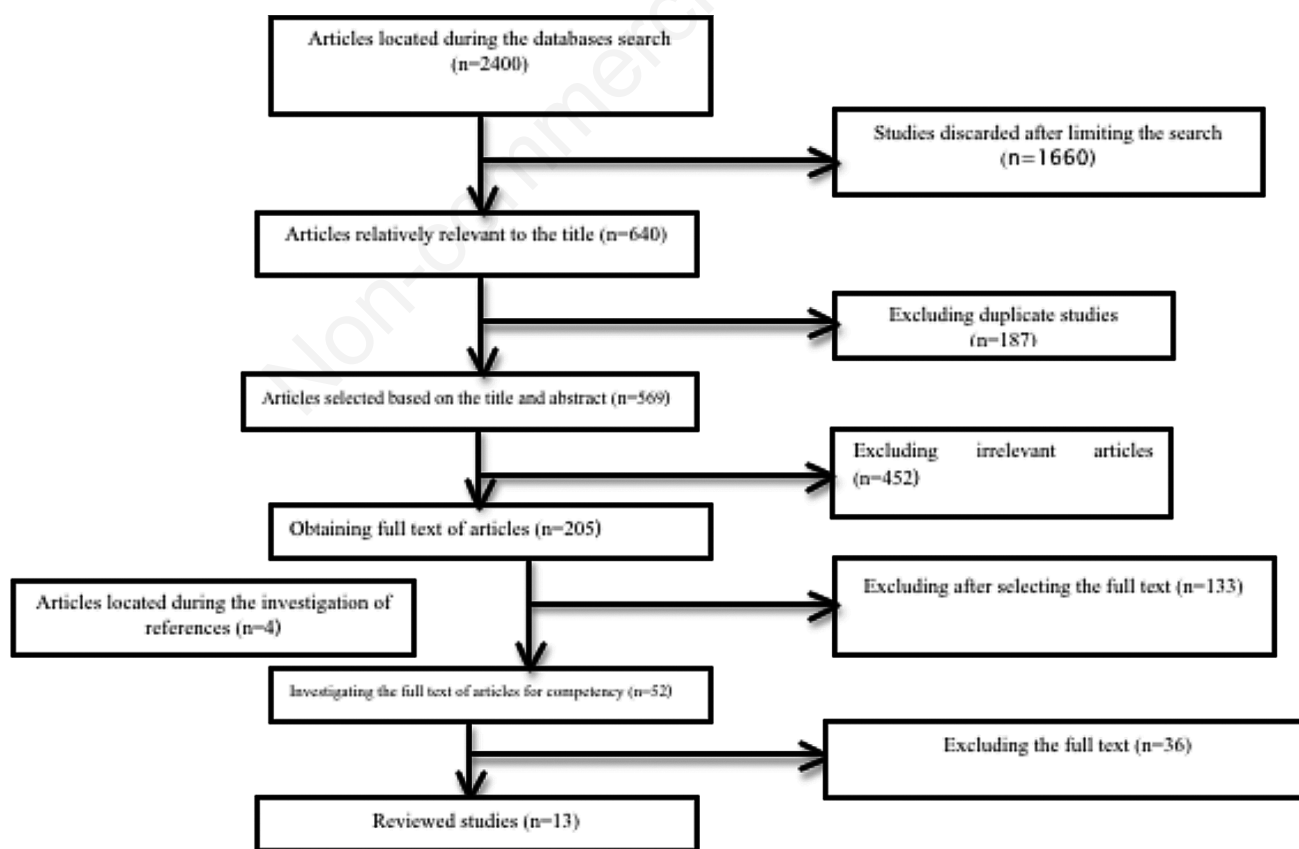 Articles located during the databases search
(n=2400)
Studies discarded after limiting the search
(n=1660)
Articles relatively relevant to the title (n=640)
Excluding duplicate studies
(n=187)
Articles selected based on the title and abstract (n=569)
Excluding irrelevant articles
(n=452)
Obtaining full text of articles (n=205)
Excluding after selecting the full text (n=133)
Articles located during the investigation of
references (n=4)
Investigating the full text of articles for competency (n=52)
Excluding the full text (n=36)
Reviewed studies (n=13)
Non-commerc